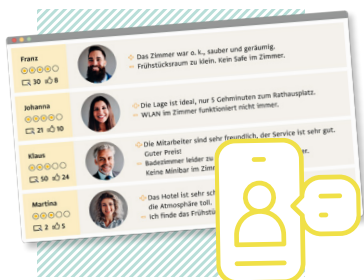 Franz
30 8
Das Zimmer war o. k., sauber und geräumig.
Frühstücksraum zu klein. Kein Safe im Zimmer.
Johanna
21 10
Die Lage ist ideal, nur 5 Gehminuten zum Rathausplatz.
WLAN im Zimmer funktioniert nicht immer.
Klaus
50 24
Die Mitarbeiter sind sehr freundlich, der Service ist sehr gut.
Guter Preis!
Badezimmer leider zu
Keine Minibar im
Martina
2 5
Das Hotel ist sehr
die Atmosphäre toll.
Ich finde das